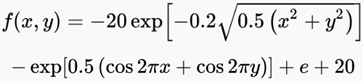 f(x, y) = −20 exp[−0.2√(0.5 (x² + y²))]
− exp[0.5 (cos 2πx + cos 2πy)] + e + 20